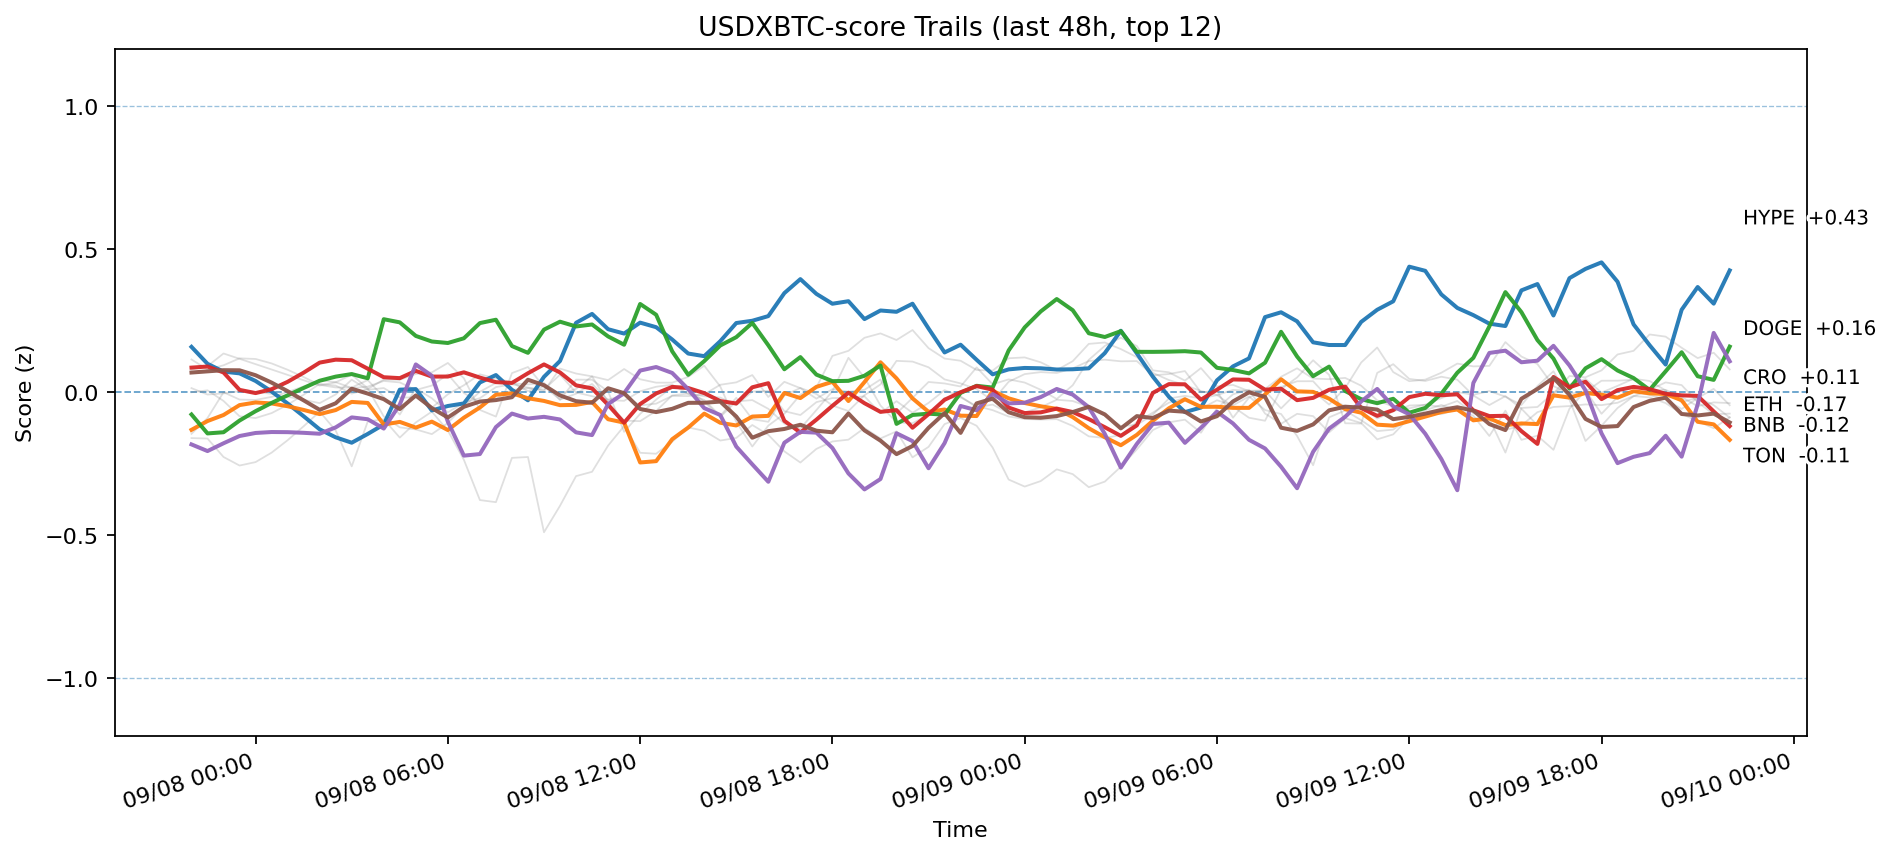 USDXBTC-score Trails (last 48h, top 12)
1.0
0.5
0.0
−0.5
−1.0
Score (z)
HYPE +0.43
DOGE +0.16
CRO +0.11
ETH -0.17
BNB -0.12
TON -0.11
09/08 00:00
09/08 06:00
09/08 12:00
09/08 18:00
09/09 00:00
09/09 06:00
09/09 12:00
09/09 18:00
09/10 00:00
Time